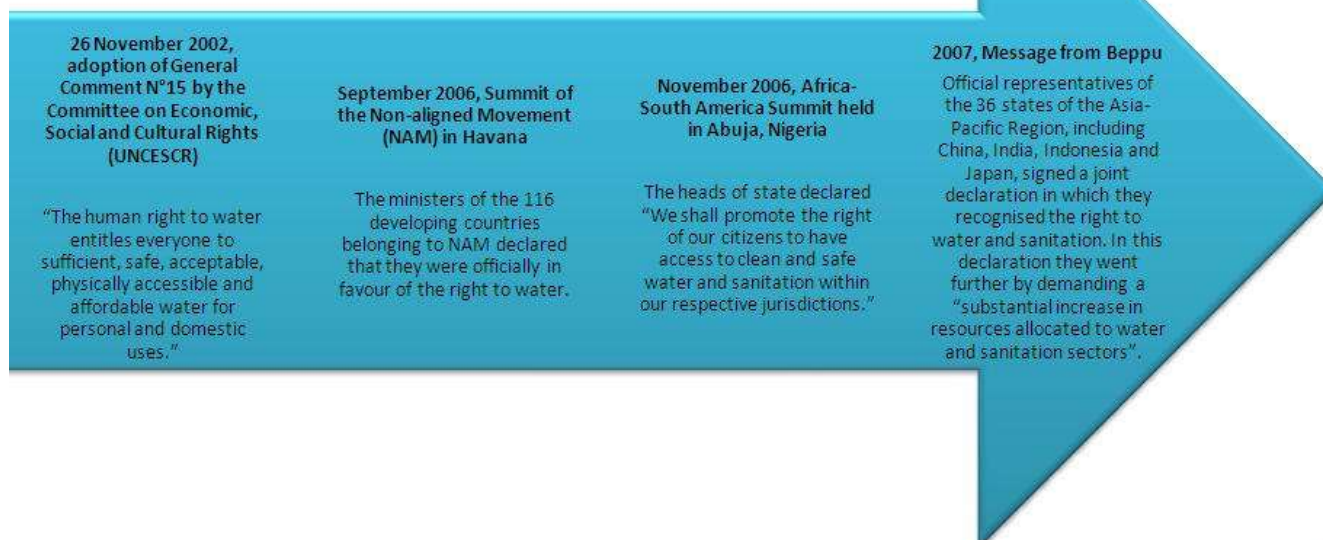 26 November 2002,
adoption of General
Comment N°15 by the
Committee on Economic,
Social and Cultural Rights
(UNCESCR)
"The human right to water
entitles everyone to
sufficient, safe, acceptable,
physically accessible and
affordable water for
personal and domestic
uses."
September 2006, Summit of
the Non-aligned Movement
(NAM) in Havana
The ministers of the 116
developing countries
belonging to NAM declared
that they were officially in
favour of the right to water.
November 2006, Africa-
South America Summit held
in Abuja, Nigeria
The heads of state declared
"We shall promote the right
of our citizens to have
access to clean and safe
water and sanitation within
our respective jurisdictions."
2007, Message from Beppu
Official representatives of
the 36 states of the Asia-
Pacific Region, including
China, India, Indonesia and
Japan, signed a joint
declaration in which they
recognised the right to
water and sanitation. In this
declaration they went
further by demanding a
"substantial increase in
resources allocated to water
and sanitation sectors".